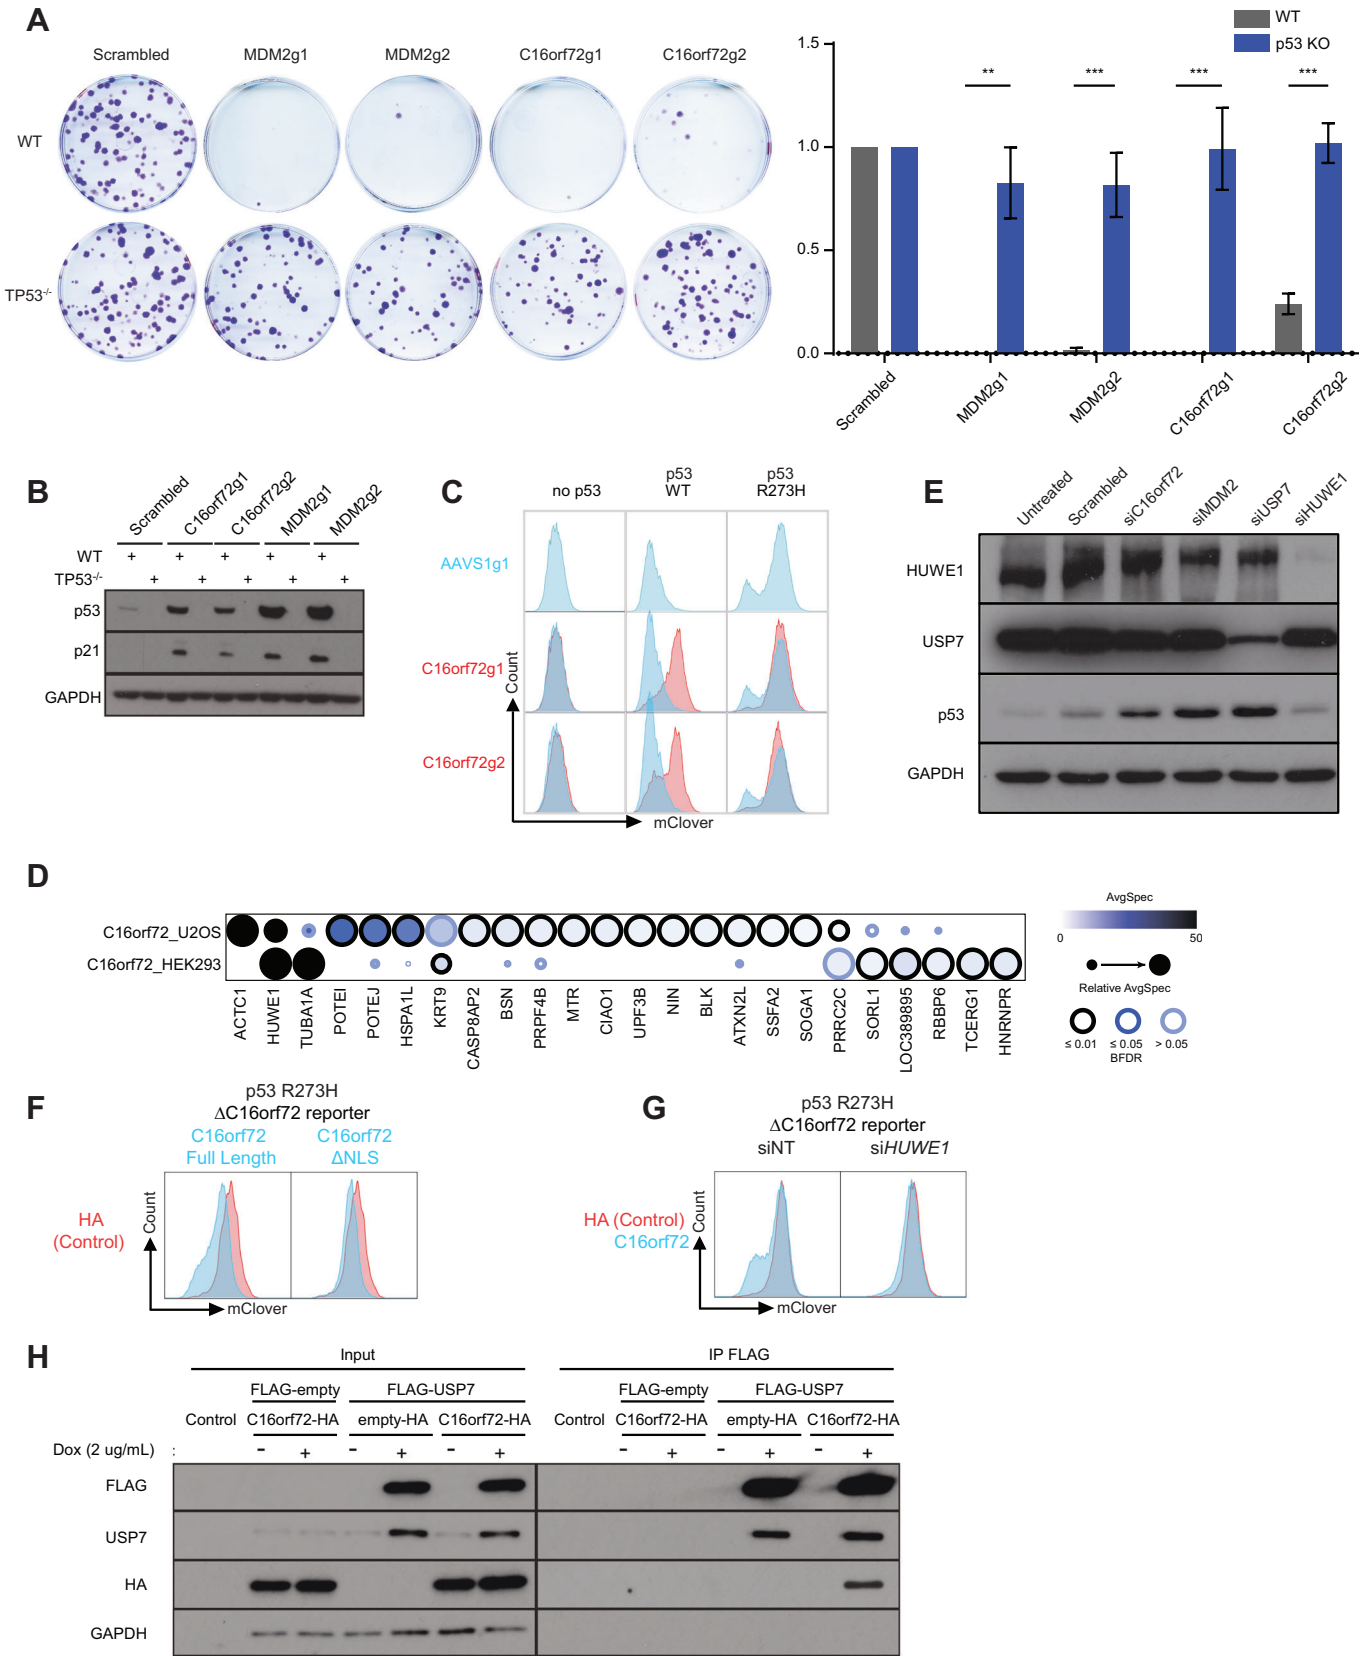 A
Scrambled MDM2g1 MDM2g2 C16orf72g1 C16orf72g2
WT
TP53-/-
WT
p53 KO
1.5
1.0
0.5
0.0
** *** *** ***
Scrambled MDM2g1 MDM2g2 C16orf72g1 C16orf72g2
B
Scrambled C16orf72g1 C16orf72g2 MDM2g1 MDM2g2
WT + + + + +
TP53-/- + + + + +
p53
p21
GAPDH
C
no p53
p53 WT
p53 R273H
AAVS1g1
C16orf72g1
C16orf72g2
Count
mClover
E
Untreated Scrambled siC16orf72 siMDM2 siUSP7 siHUWE1
HUWE1
USP7
p53
GAPDH
D
C16orf72_U2OS
C16orf72_HEK293
ACTC1 HUWE1 TUBA1A POTEI POTEJ HSPA1L KRT9 CASP8AP2 BSN PRPF4B MTR CIAO1 UPF3B NIN BLK ATXN2L SSFA2 SOGA1 PRRC2C SORL1 LOC389895 RBBP6 TCERG1 HNRNPR
AvgSpec
0 50
Relative AvgSpec
≤ 0.01 ≤ 0.05 > 0.05
BFDR
F
p53 R273H
ΔC16orf72 reporter
C16orf72 Full Length
C16orf72 ΔNLS
HA
(Control)
Count
mClover
G
p53 R273H
ΔC16orf72 reporter
siNT siHUWE1
HA (Control)
C16orf72
Count
mClover
H
Input IP FLAG
FLAG-empty FLAG-USP7 FLAG-empty FLAG-USP7
Control C16orf72-HA empty-HA C16orf72-HA Control C16orf72-HA empty-HA C16orf72-HA
Dox (2 ug/mL) : - + - + - + - + - + - +
FLAG
USP7
HA
GAPDH